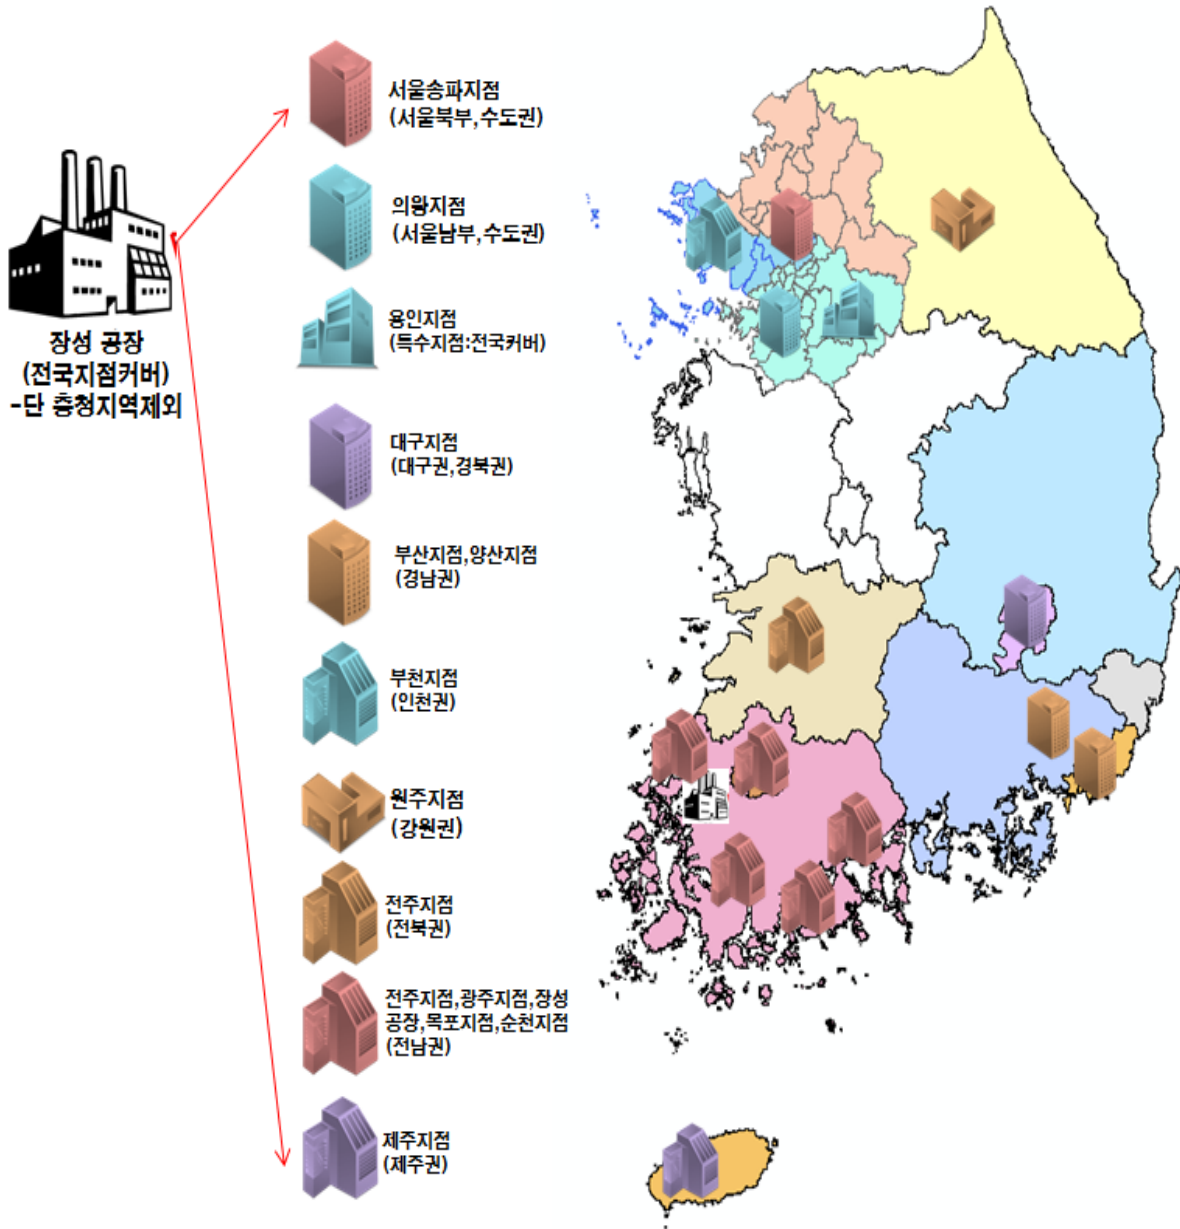 장성 공장
(전국지점커버)
-단 충청지역제외
서울송파지점
(서울북부,수도권)
의왕지점
(서울남부,수도권)
용인지점
(특수지점:전국커버)
대구지점
(대구권,경북권)
부산지점,양산지점
(경남권)
부천지점
(인천권)
원주지점
(강원권)
전주지점
(전북권)
전주지점,광주지점,장성
공장,목포지점,순천지점
(전남권)
제주지점
(제주권)